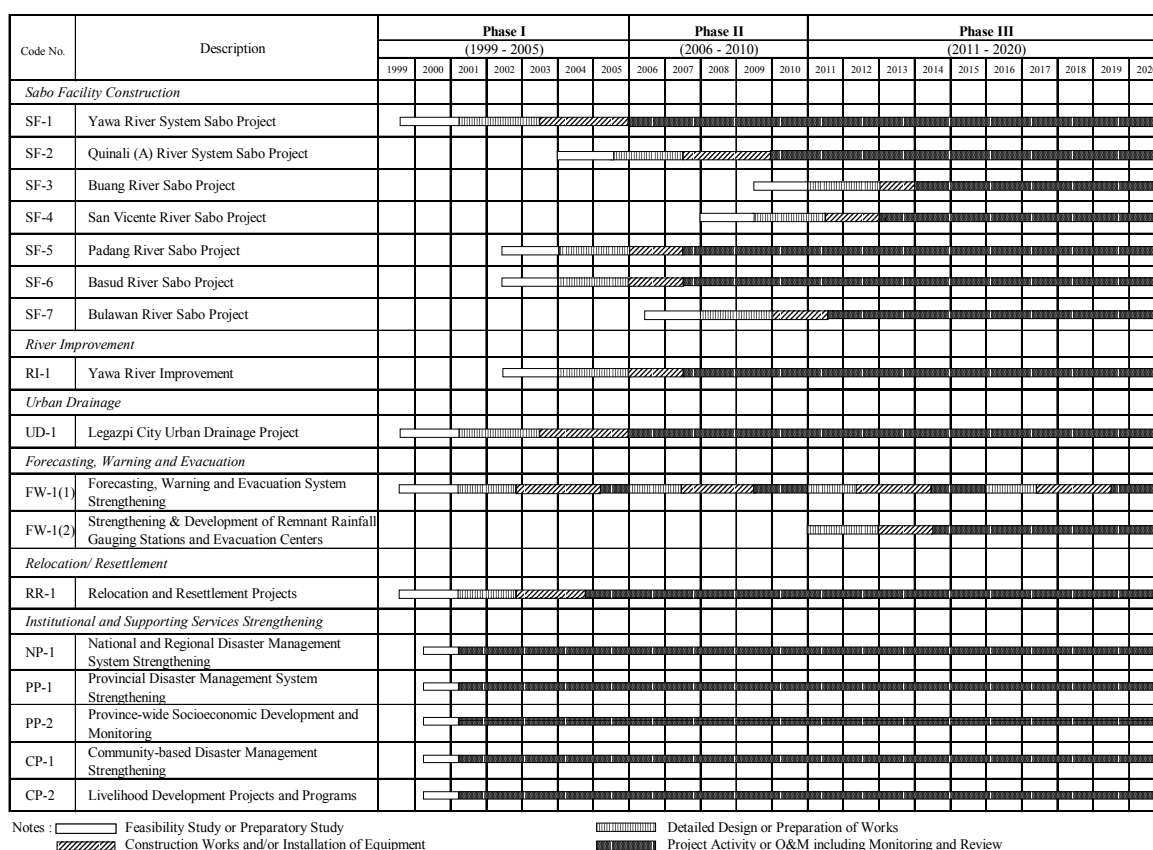 Code No. Description Phase I Phase II Phase III
(1999 - 2005) (2006 - 2010) (2011 - 2020)
1999 2000 2001 2002 2003 2004 2005 2006 2007 2008 2009 2010 2011 2012 2013 2014 2015 2016 2017 2018 2019 2020
Sabo Facility Construction
SF-1 Yawa River System Sabo Project
SF-2 Quinali (A) River System Sabo Project
SF-3 Buang River Sabo Project
SF-4 San Vicente River Sabo Project
SF-5 Padang River Sabo Project
SF-6 Basud River Sabo Project
SF-7 Bulawan River Sabo Project
River Improvement
RI-1 Yawa River Improvement
Urban Drainage
UD-1 Legazpi City Urban Drainage Project
Forecasting, Warning and Evacuation
FW-1(1) Forecasting, Warning and Evacuation System
Strengthening
FW-1(2) Strengthening & Development of Remnant Rainfall
Gauging Stations and Evacuation Centers
Relocation/ Resettlement
RR-1 Relocation and Resettlement Projects
Institutional and Supporting Services Strengthening
NP-1 National and Regional Disaster Management
System Strengthening
PP-1 Provincial Disaster Management System
Strengthening
PP-2 Province-wide Socioeconomic Development and
Monitoring
CP-1 Community-based Disaster Management
Strengthening
CP-2 Livelihood Development Projects and Programs
Notes : Feasibility Study or Preparatory Study Detailed Design or Preparation of Works
Construction Works and/or Installation of Equipment Project Activity or O&M including Monitoring and Review